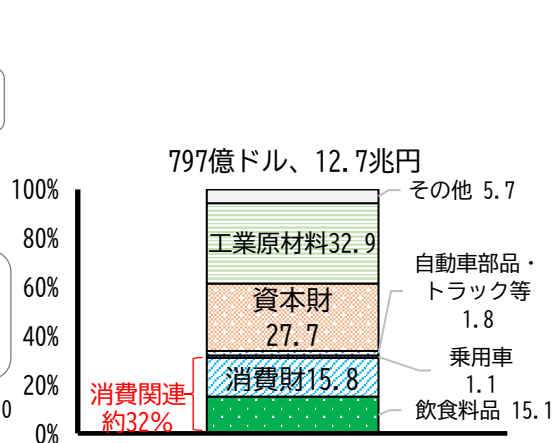 797億ドル、12.7兆円
100%
80%
60%
40%
20%
0%
0
その他 5.7
工業原材料32.9
自動車部品・
トラック等
1.8
資本財
27.7
乗用車
1.1
消費財15.8
飲食料品 15.1
消費関連
約32%